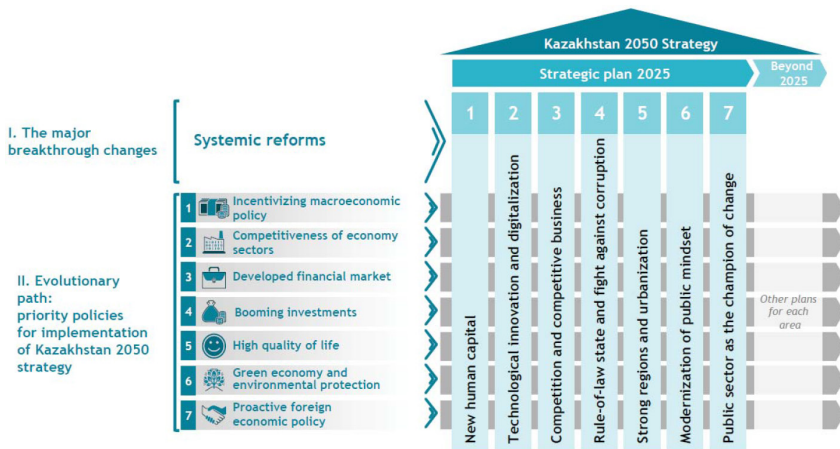 Kazakhstan 2050 Strategy
Strategic plan 2025
Beyond
2025
1
2
3
4
5
6
7
I. The major
breakthrough changes
Systemic reforms
New human capital
Technological innovation and digitalization
Competition and competitive business
Rule-of-law state and fight against corruption
Strong regions and urbanization
Modernization of public mindset
Public sector as the champion of change
II. Evolutionary
path:
priority policies
for implementation
of Kazakhstan 2050
strategy
1
Incentivizing macroeconomic
policy
2
Competitiveness of economy
sectors
3
Developed financial market
4
Booming investments
5
High quality of life
6
Green economy and
environmental protection
7
Proactive foreign
economic policy
Other plans
for each
area